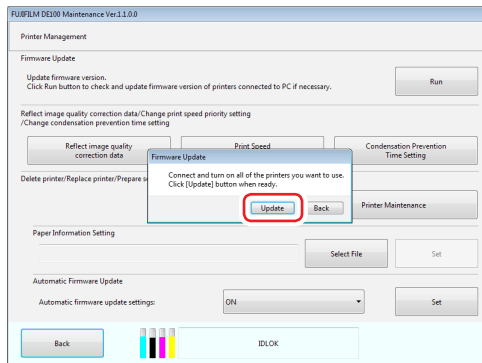 FUJIFILM DE100 Maintenance Ver.1.1.0.0
Printer Management
Firmware Update
Update firmware version.
Click Run button to check and update firmware version of printers connected to PC if necessary.
Run
Reflect image quality correction data/Change print speed priority setting
/Change condensation prevention time setting
Reflect image quality
correction data
Print Speed
Condensation Prevention
Time Setting
Firmware Update
Connect and turn on all of the printers you want to use.
Click [Update] button when ready.
Update
Back
Delete printer/Replace printer/Prepare
Printer Maintenance
Paper Information Setting
Select File
Set
Automatic Firmware Update
Automatic firmware update settings:
ON
Set
Back
IDLOK